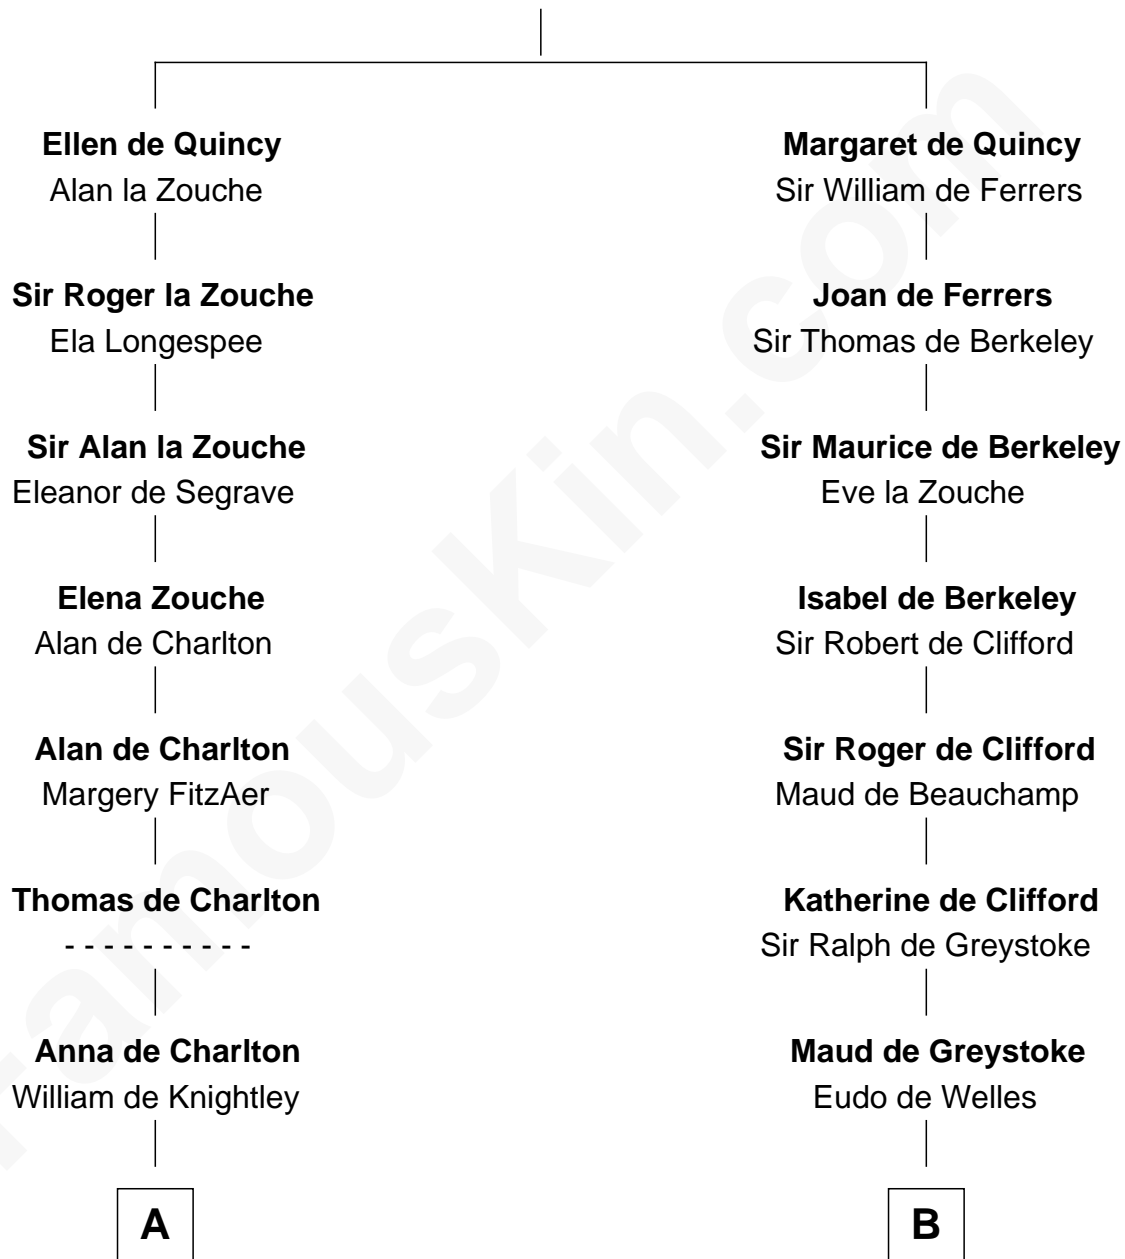 Ellen de Quincy
Alan la Zouche
Sir Roger la Zouche
Ela Longespee
Sir Alan la Zouche
Eleanor de Segrave
Elena Zouche
Alan de Charlton
Alan de Charlton
Margery FitzAer
Thomas de Charlton
- - - - - - - - - -
Anna de Charlton
William de Knightley
A
Margaret de Quincy
Sir William de Ferrers
Joan de Ferrers
Sir Thomas de Berkeley
Sir Maurice de Berkeley
Eve la Zouche
Isabel de Berkeley
Sir Robert de Clifford
Sir Roger de Clifford
Maud de Beauchamp
Katherine de Clifford
Sir Ralph de Greystoke
Maud de Greystoke
Eudo de Welles
B
FamousKin.com